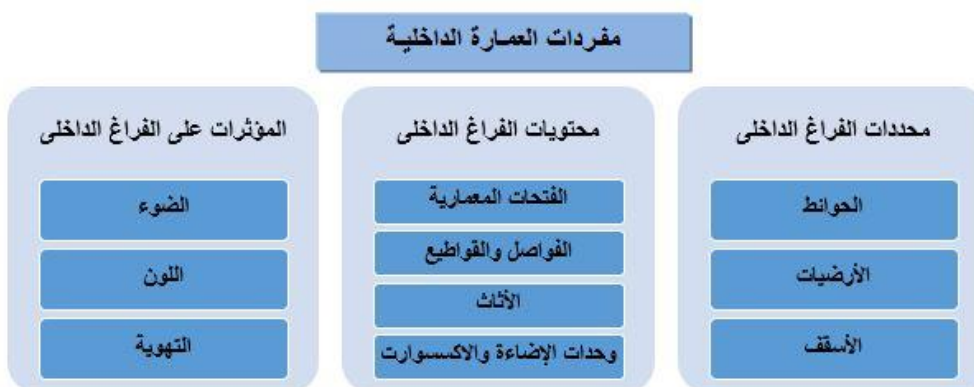 مفردات العمارة الداخلية
محددات الفراغ الداخلى
الحوائط
الأرضيات
الأسقف
محتويات الفراغ الداخلى
الفتحات المعمارية
الفواصل والقواطيع
الأثاث
وحدات الإضاءة والاكسسوارت
المؤثرات على الفراغ الداخلى
الضوء
اللون
التهوية